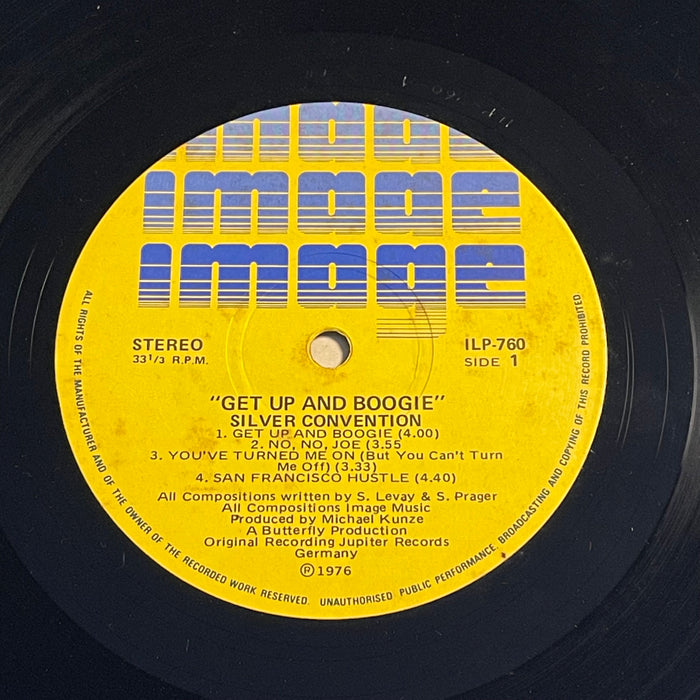 image
image
image
STEREO
33 1/3 R.P.M.
ILP-760
SIDE 1
"GET UP AND BOOGIE"
SILVER CONVENTION
1. GET UP AND BOOGIE (4.00)
2. NO, NO, JOE (3.55
3. YOU'VE TURNED ME ON (But You Can't Turn
Me Off) (3.33)
4. SAN FRANCISCO HUSTLE (4.40)
All Compositions written by S. Levay & S. Prager
All Compositions Image Music
Produced by Michael Kunze
A Butterfly Production
Original Recording Jupiter Records
Germany
℗ 1976
ALL RIGHTS OF THE MANUFACTURER AND OF THE OWNER OF THE RECORDED WORK RESERVED. UNAUTHORISED PUBLIC PERFORMANCE, BROADCASTING AND COPYING OF THIS RECORD PROHIBITED